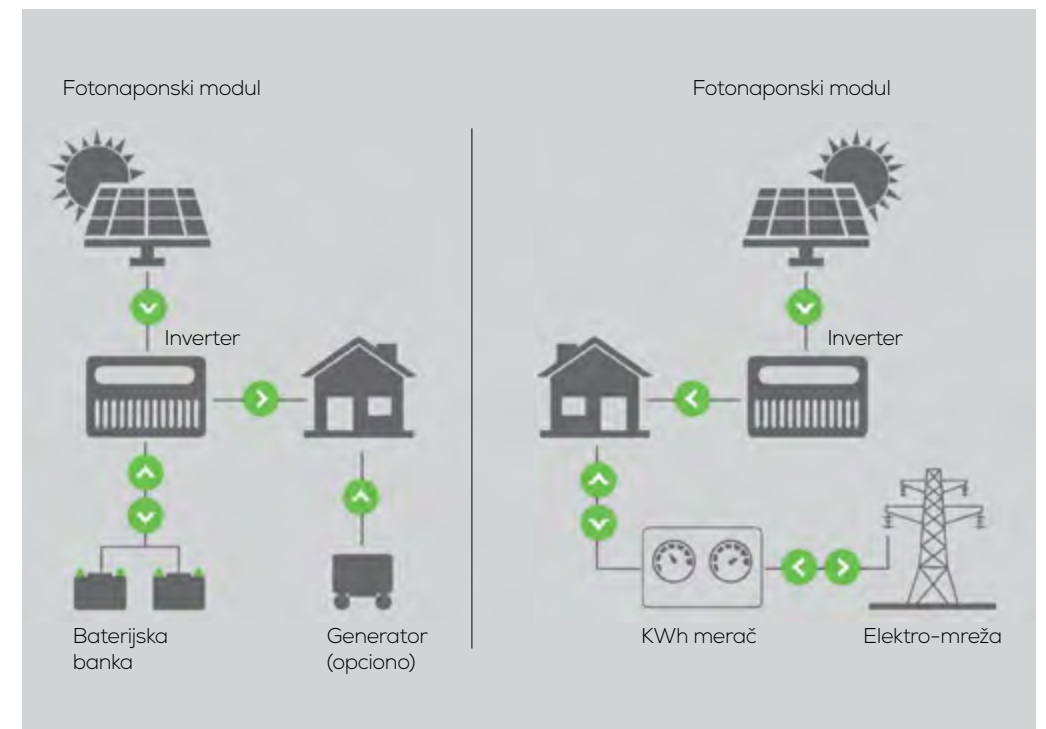 Fotonaponski modul
Inverter
Baterijska
banka
Generator
(opciono)
Fotonaponski modul
Inverter
KWh merač
Elektro-mreža